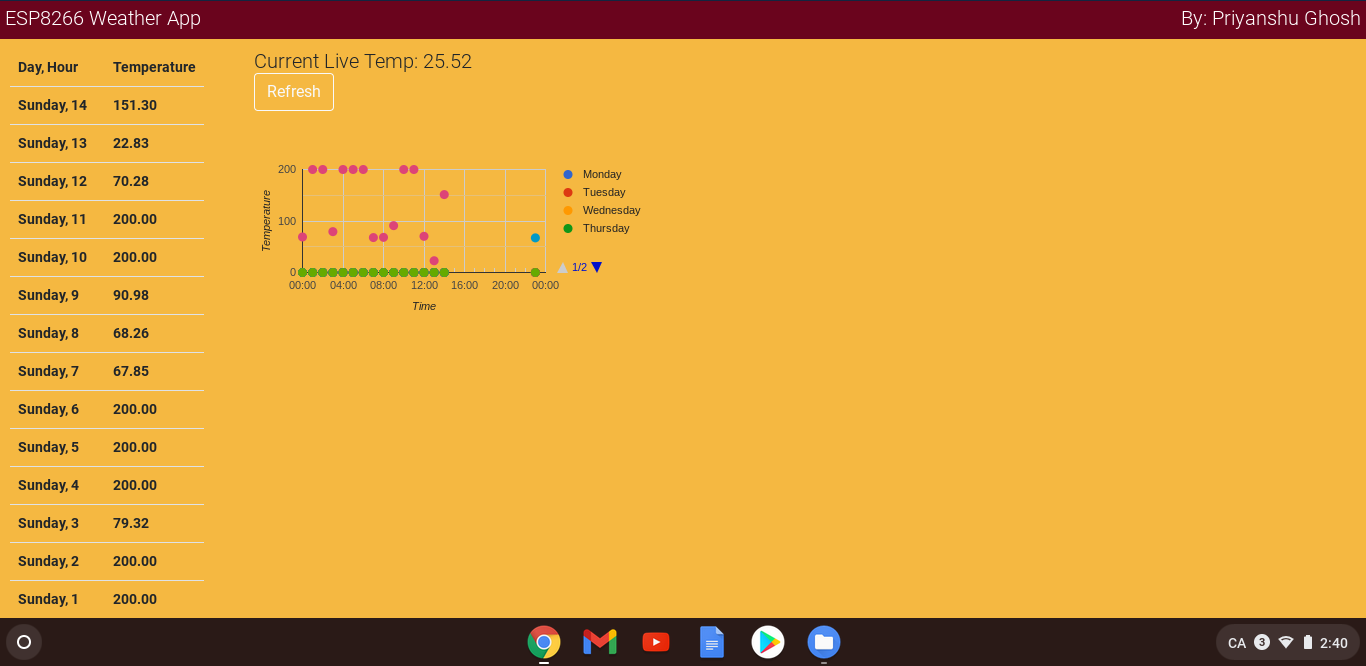 ESP8266 Weather App
By: Priyanshu Ghosh
Day, Hour Temperature
Sunday, 14 151.30
Sunday, 13 22.83
Sunday, 12 70.28
Sunday, 11 200.00
Sunday, 10 200.00
Sunday, 9 90.98
Sunday, 8 68.26
Sunday, 7 67.85
Sunday, 6 200.00
Sunday, 5 200.00
Sunday, 4 200.00
Sunday, 3 79.32
Sunday, 2 200.00
Sunday, 1 200.00
Current Live Temp: 25.52
Refresh
Temperature
200
100
0
00:00 04:00 08:00 12:00 16:00 20:00 00:00
Time
Monday
Tuesday
Wednesday
Thursday
1/2
CA 3 2:40